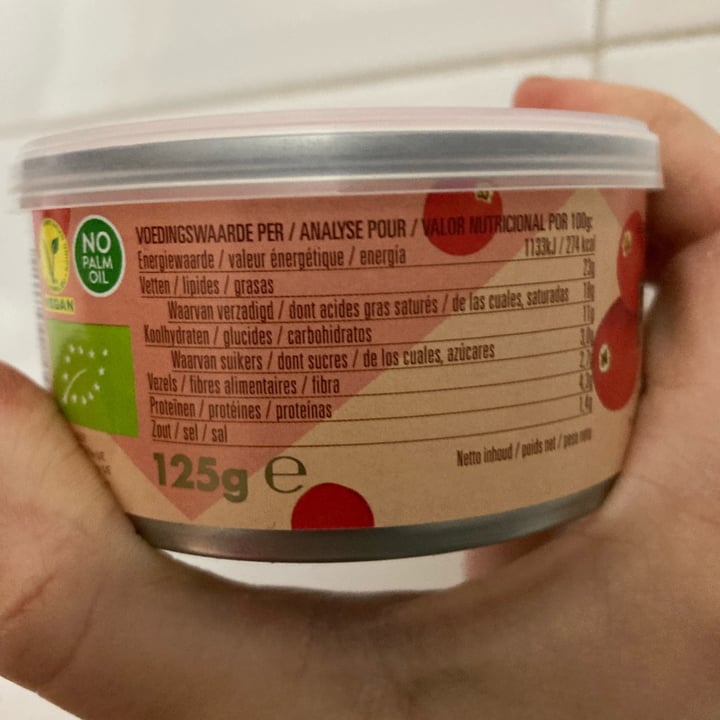 VOEDINGSWAARDE PER / ANALYSE POUR / VALOR NUTRICIONAL POR 100g:
Energiewaarde / valeur énergétique / energía 1133kJ / 274 kcal
Vetten / lipides / grasas 23g
Waarvan verzadigd / dont acides gras saturés / de las cuales, saturadas 18g
Koolhydraten / glucides / carbohidratos 11g
Waarvan suikers / dont sucres / de los cuales, azúcares
Vezels / fibres alimentaires / fibra
Proteïnen / protéines / proteínas
Zout / sel / sal 1,4g
125g e
Netto inhoud / poids net / peso neto
NO
PALM
OIL
VEGAN